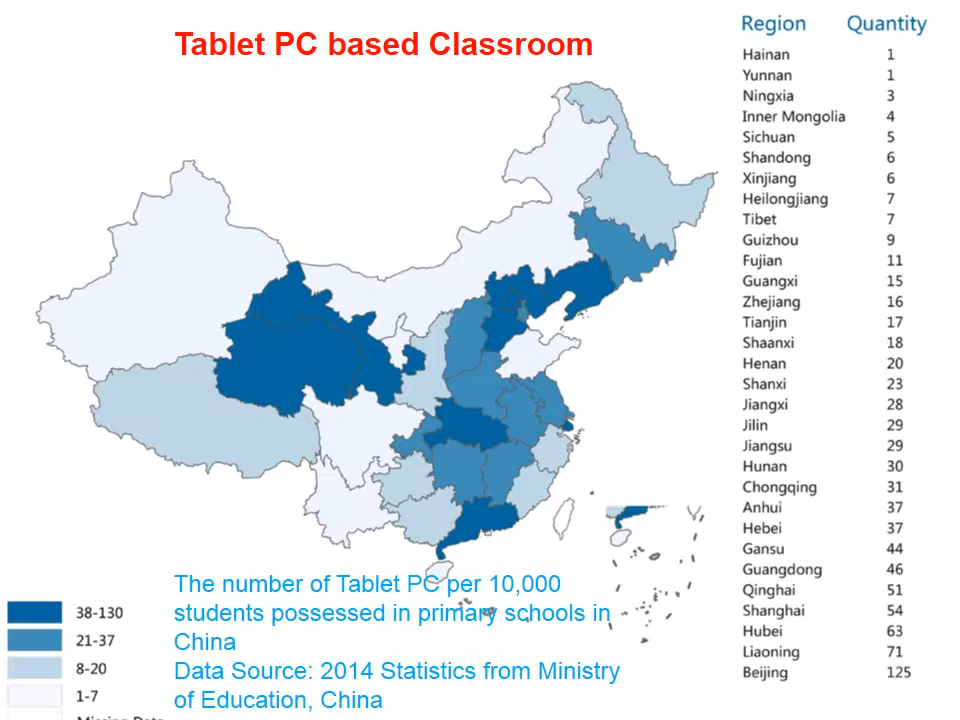 Tablet PC based Classroom
Region Quantity
Hainan 1
Yunnan 1
Ningxia 3
Inner Mongolia 4
Sichuan 5
Shandong 6
Xinjiang 6
Heilongjiang 7
Tibet 7
Guizhou 9
Fujian 11
Guangxi 15
Zhejiang 16
Tianjin 17
Shaanxi 18
Henan 20
Shanxi 23
Jiangxi 28
Jilin 29
Jiangsu 29
Hunan 30
Chongqing 31
Anhui 37
Hebei 37
Gansu 44
Guangdong 46
Qinghai 51
Shanghai 54
Hubei 63
Liaoning 71
Beijing 125
The number of Tablet PC per 10,000
students possessed in primary schools in
China
Data Source: 2014 Statistics from Ministry
of Education, China
38-130
21-37
8-20
1-7
Missing Data